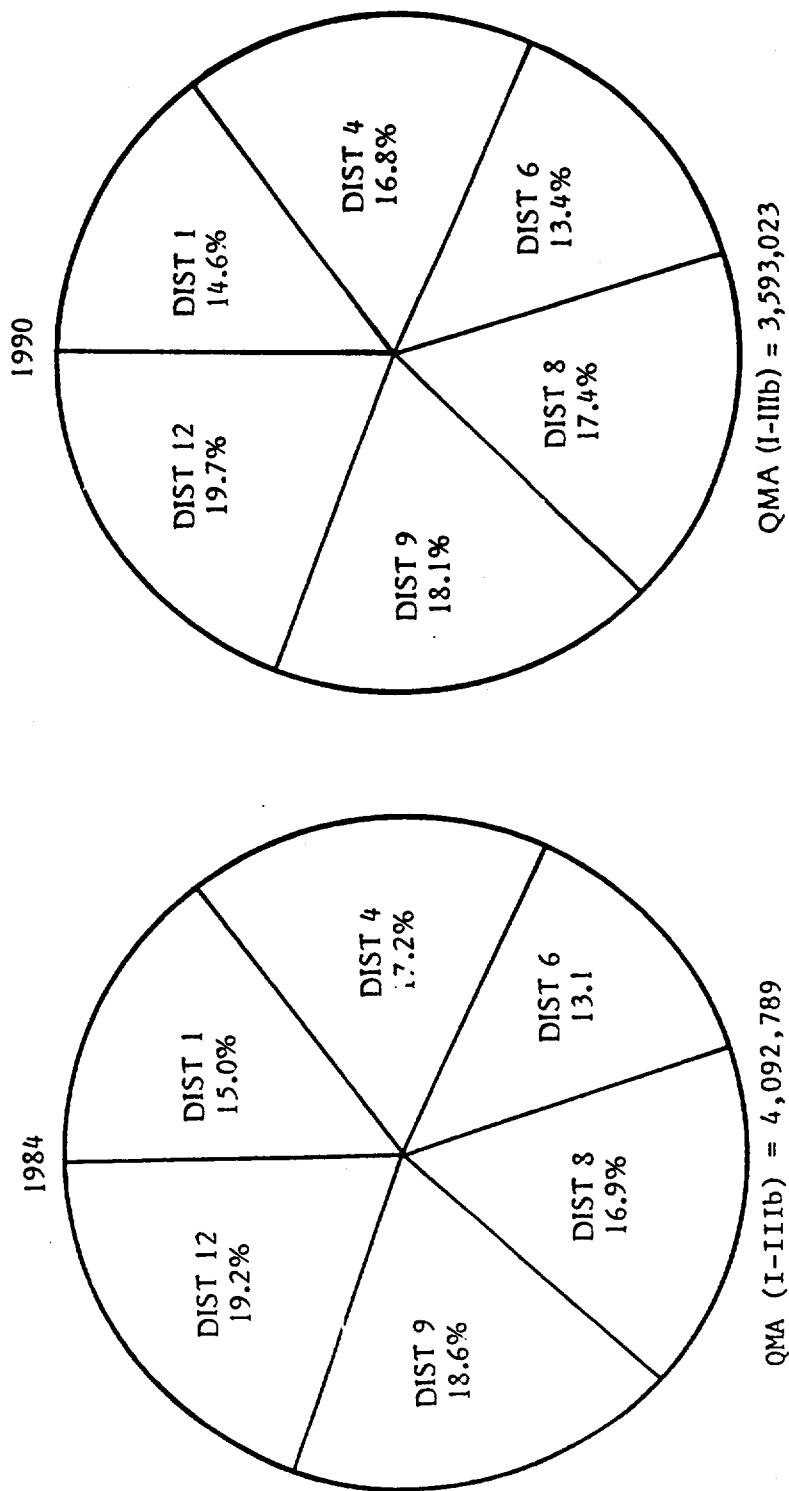 1984
DIST 1
15.0%
DIST 4
17.2%
DIST 6
13.1
DIST 8
16.9%
DIST 9
18.6%
DIST 12
19.2%
QMA (I-IIIb) = 4,092,789
1990
DIST 1
14.6%
DIST 4
16.8%
DIST 6
13.4%
DIST 8
17.4%
DIST 9
18.1%
DIST 12
19.7%
QMA (I-IIIb) = 3,593,023